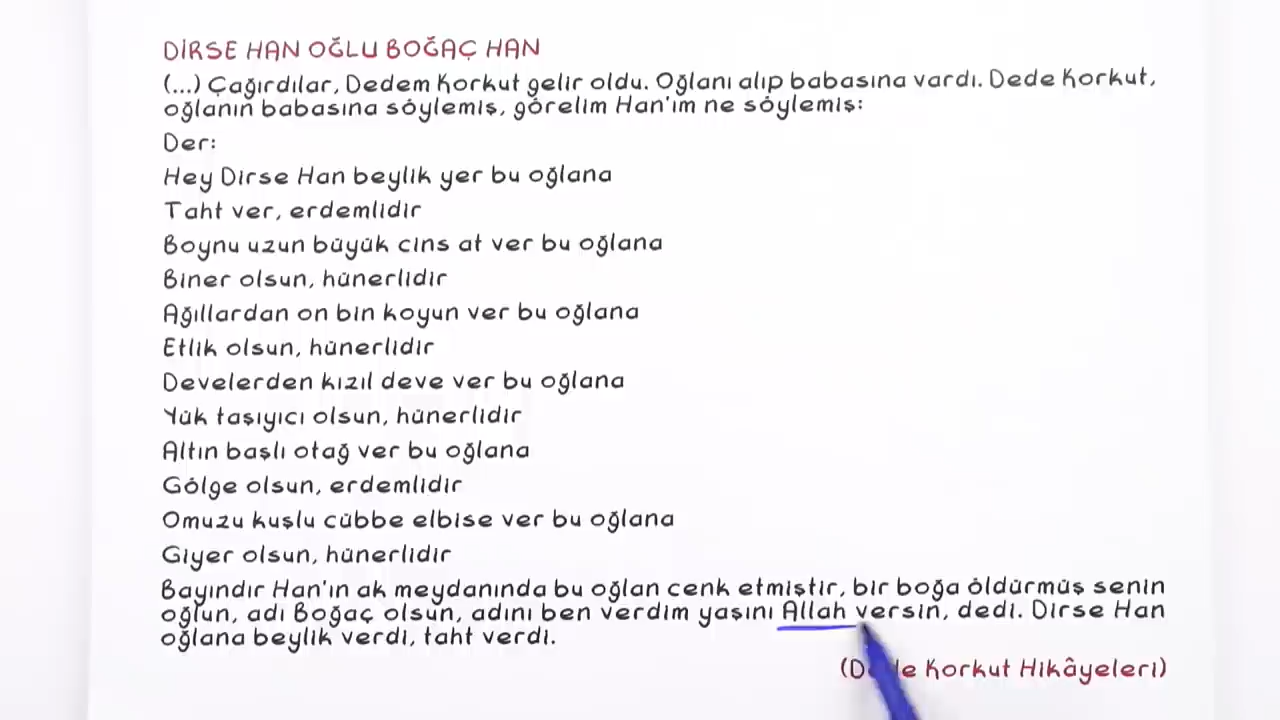 DİRSE HAN OĞLU BOĞAÇ HAN
(...) Çağırdılar, Dedem Korkut gelir oldu. Oğlanı alıp babasına vardı. Dede Korkut,
oğlanın babasına söylemiş, görelim Han'ım ne söylemiş:
Der:
Hey Dirse Han beylik yer bu oğlana
Taht ver, erdemlidir
Boynu uzun büyük cins at ver bu oğlana
Biner olsun, hünerlidir
Ağıllardan on bin koyun ver bu oğlana
Etlik olsun, hünerlidir
Develerden kızıl deve ver bu oğlana
Yük taşıyıcı olsun, hünerlidir
Altın başlı otağ ver bu oğlana
Gölge olsun, erdemlidir
Omuzu kuşlu cübbe elbise ver bu oğlana
Giyer olsun, hünerlidir
Bayındır Han'ın ak meydanında bu oğlan cenk etmiştir, bir boğa öldürmüş senin
oğlun, adı Boğaç olsun, adını ben verdim yaşını Allah versin, dedi. Dirse Han
oğlana beylik verdi, taht verdi.
(Dede Korkut Hikâyeleri)